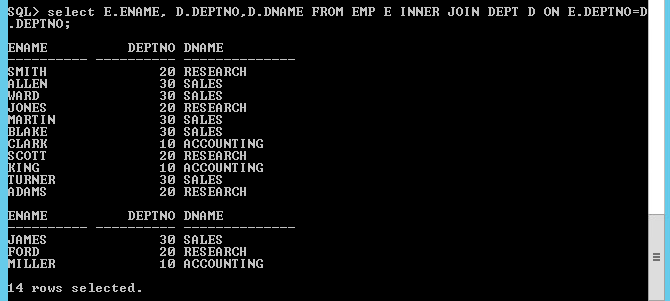 SQL> select E.ENAME, D.DEPTNO,D.DNAME FROM EMP E INNER JOIN DEPT D ON E.DEPTNO=D
.DEPTNO;
ENAME DEPTNO DNAME
---------- ---------- --------------
SMITH 20 RESEARCH
ALLEN 30 SALES
WARD 30 SALES
JONES 20 RESEARCH
MARTIN 30 SALES
BLAKE 30 SALES
CLARK 10 ACCOUNTING
SCOTT 20 RESEARCH
KING 10 ACCOUNTING
TURNER 30 SALES
ADAMS 20 RESEARCH
ENAME DEPTNO DNAME
---------- ---------- --------------
JAMES 30 SALES
FORD 20 RESEARCH
MILLER 10 ACCOUNTING
14 rows selected.